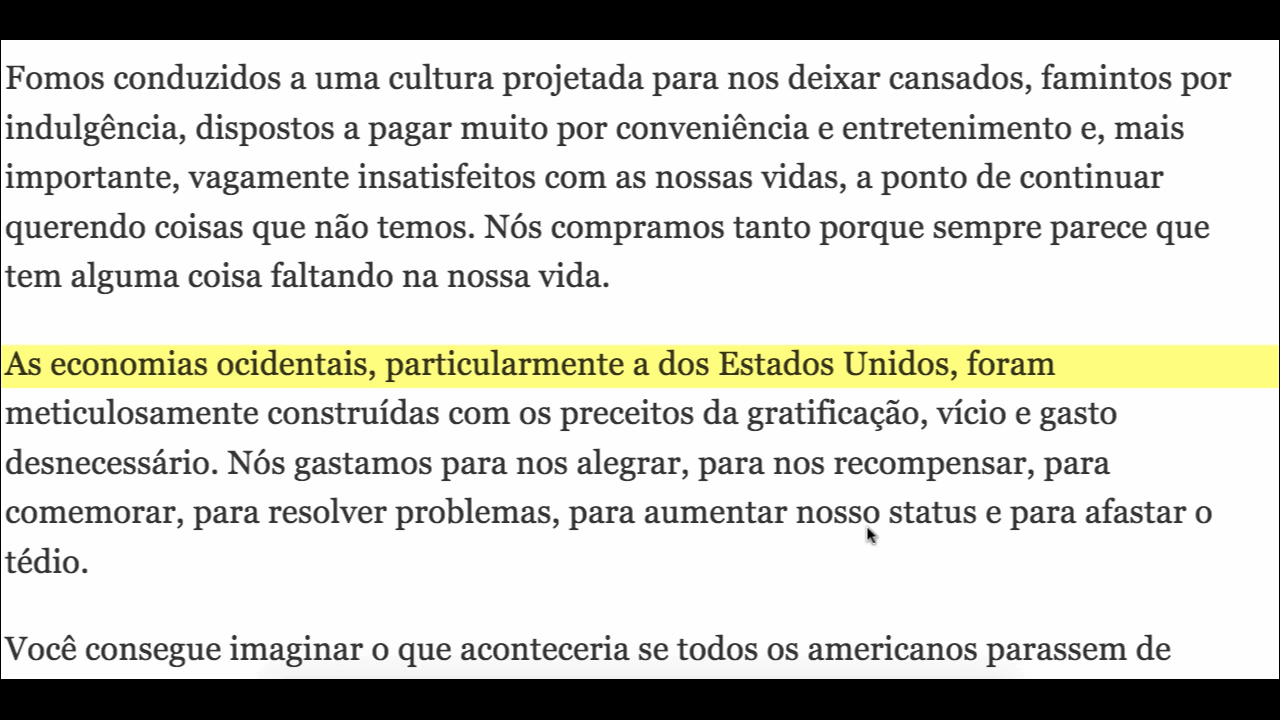 Fomos conduzidos a uma cultura projetada para nos deixar cansados, famintos por
indulgência, dispostos a pagar muito por conveniência e entretenimento e, mais
importante, vagamente insatisfeitos com as nossas vidas, a ponto de continuar
querendo coisas que não temos. Nós compramos tanto porque sempre parece que
tem alguma coisa faltando na nossa vida.
As economias ocidentais, particularmente a dos Estados Unidos, foram
meticulosamente construídas com os preceitos da gratificação, vício e gasto
desnecessário. Nós gastamos para nos alegrar, para nos recompensar, para
comemorar, para resolver problemas, para aumentar nosso status e para afastar o
tédio.
Você consegue imaginar o que aconteceria se todos os americanos parassem de